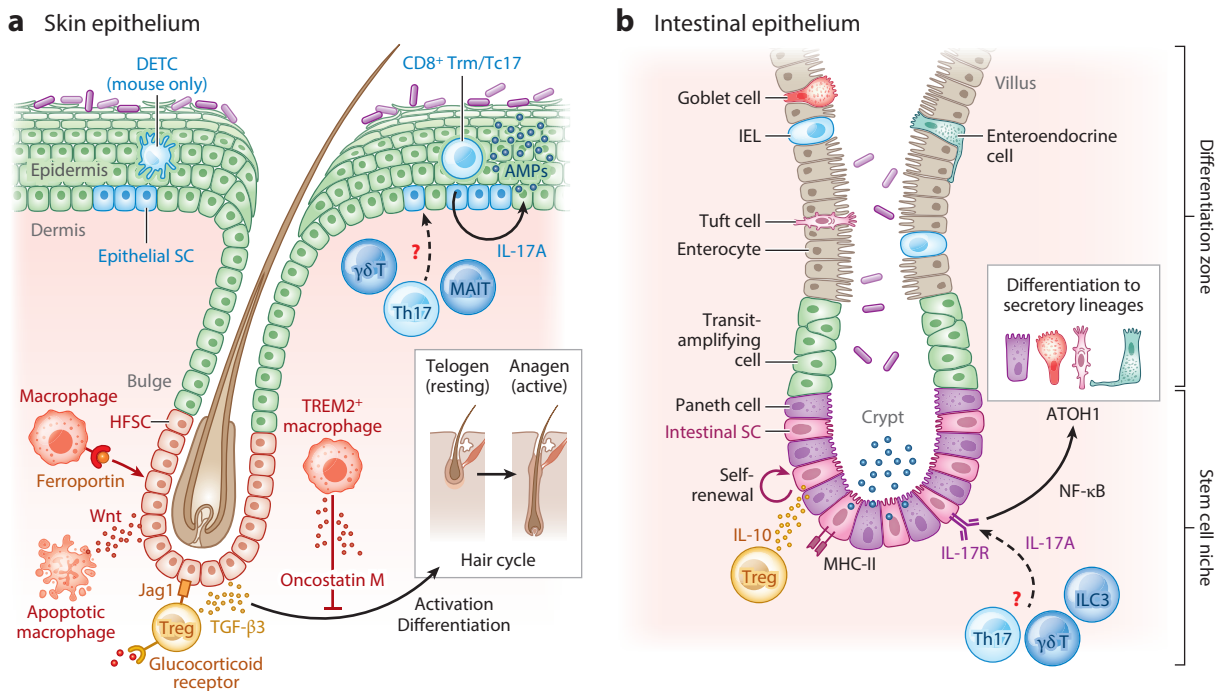 a Skin epithelium
DETC
(mouse only)
CD8⁺ Trm/Tc17
Epidermis
AMPs
Dermis
Epithelial SC
IL-17A
?
γδ T
MAIT
Th17
Bulge
Macrophage
HFSC
Ferroportin
TREM2⁺
macrophage
Telogen
(resting)
Anagen
(active)
Hair cycle
Wnt
Oncostatin M
Jag1
Apoptotic
macrophage
Treg
TGF-β3
Activation
Differentiation
Glucocorticoid
receptor
b Intestinal epithelium
Villus
Goblet cell
IEL
Enteroendocrine
cell
Tuft cell
Enterocyte
Differentiation to
secretory lineages
Transit-
amplifying
cell
Paneth cell
Intestinal SC
Crypt
ATOH1
Self-
renewal
NF-κB
IL-10
MHC-II
IL-17R
IL-17A
Treg
?
ILC3
Th17
γδ T
Differentiation zone
Stem cell niche